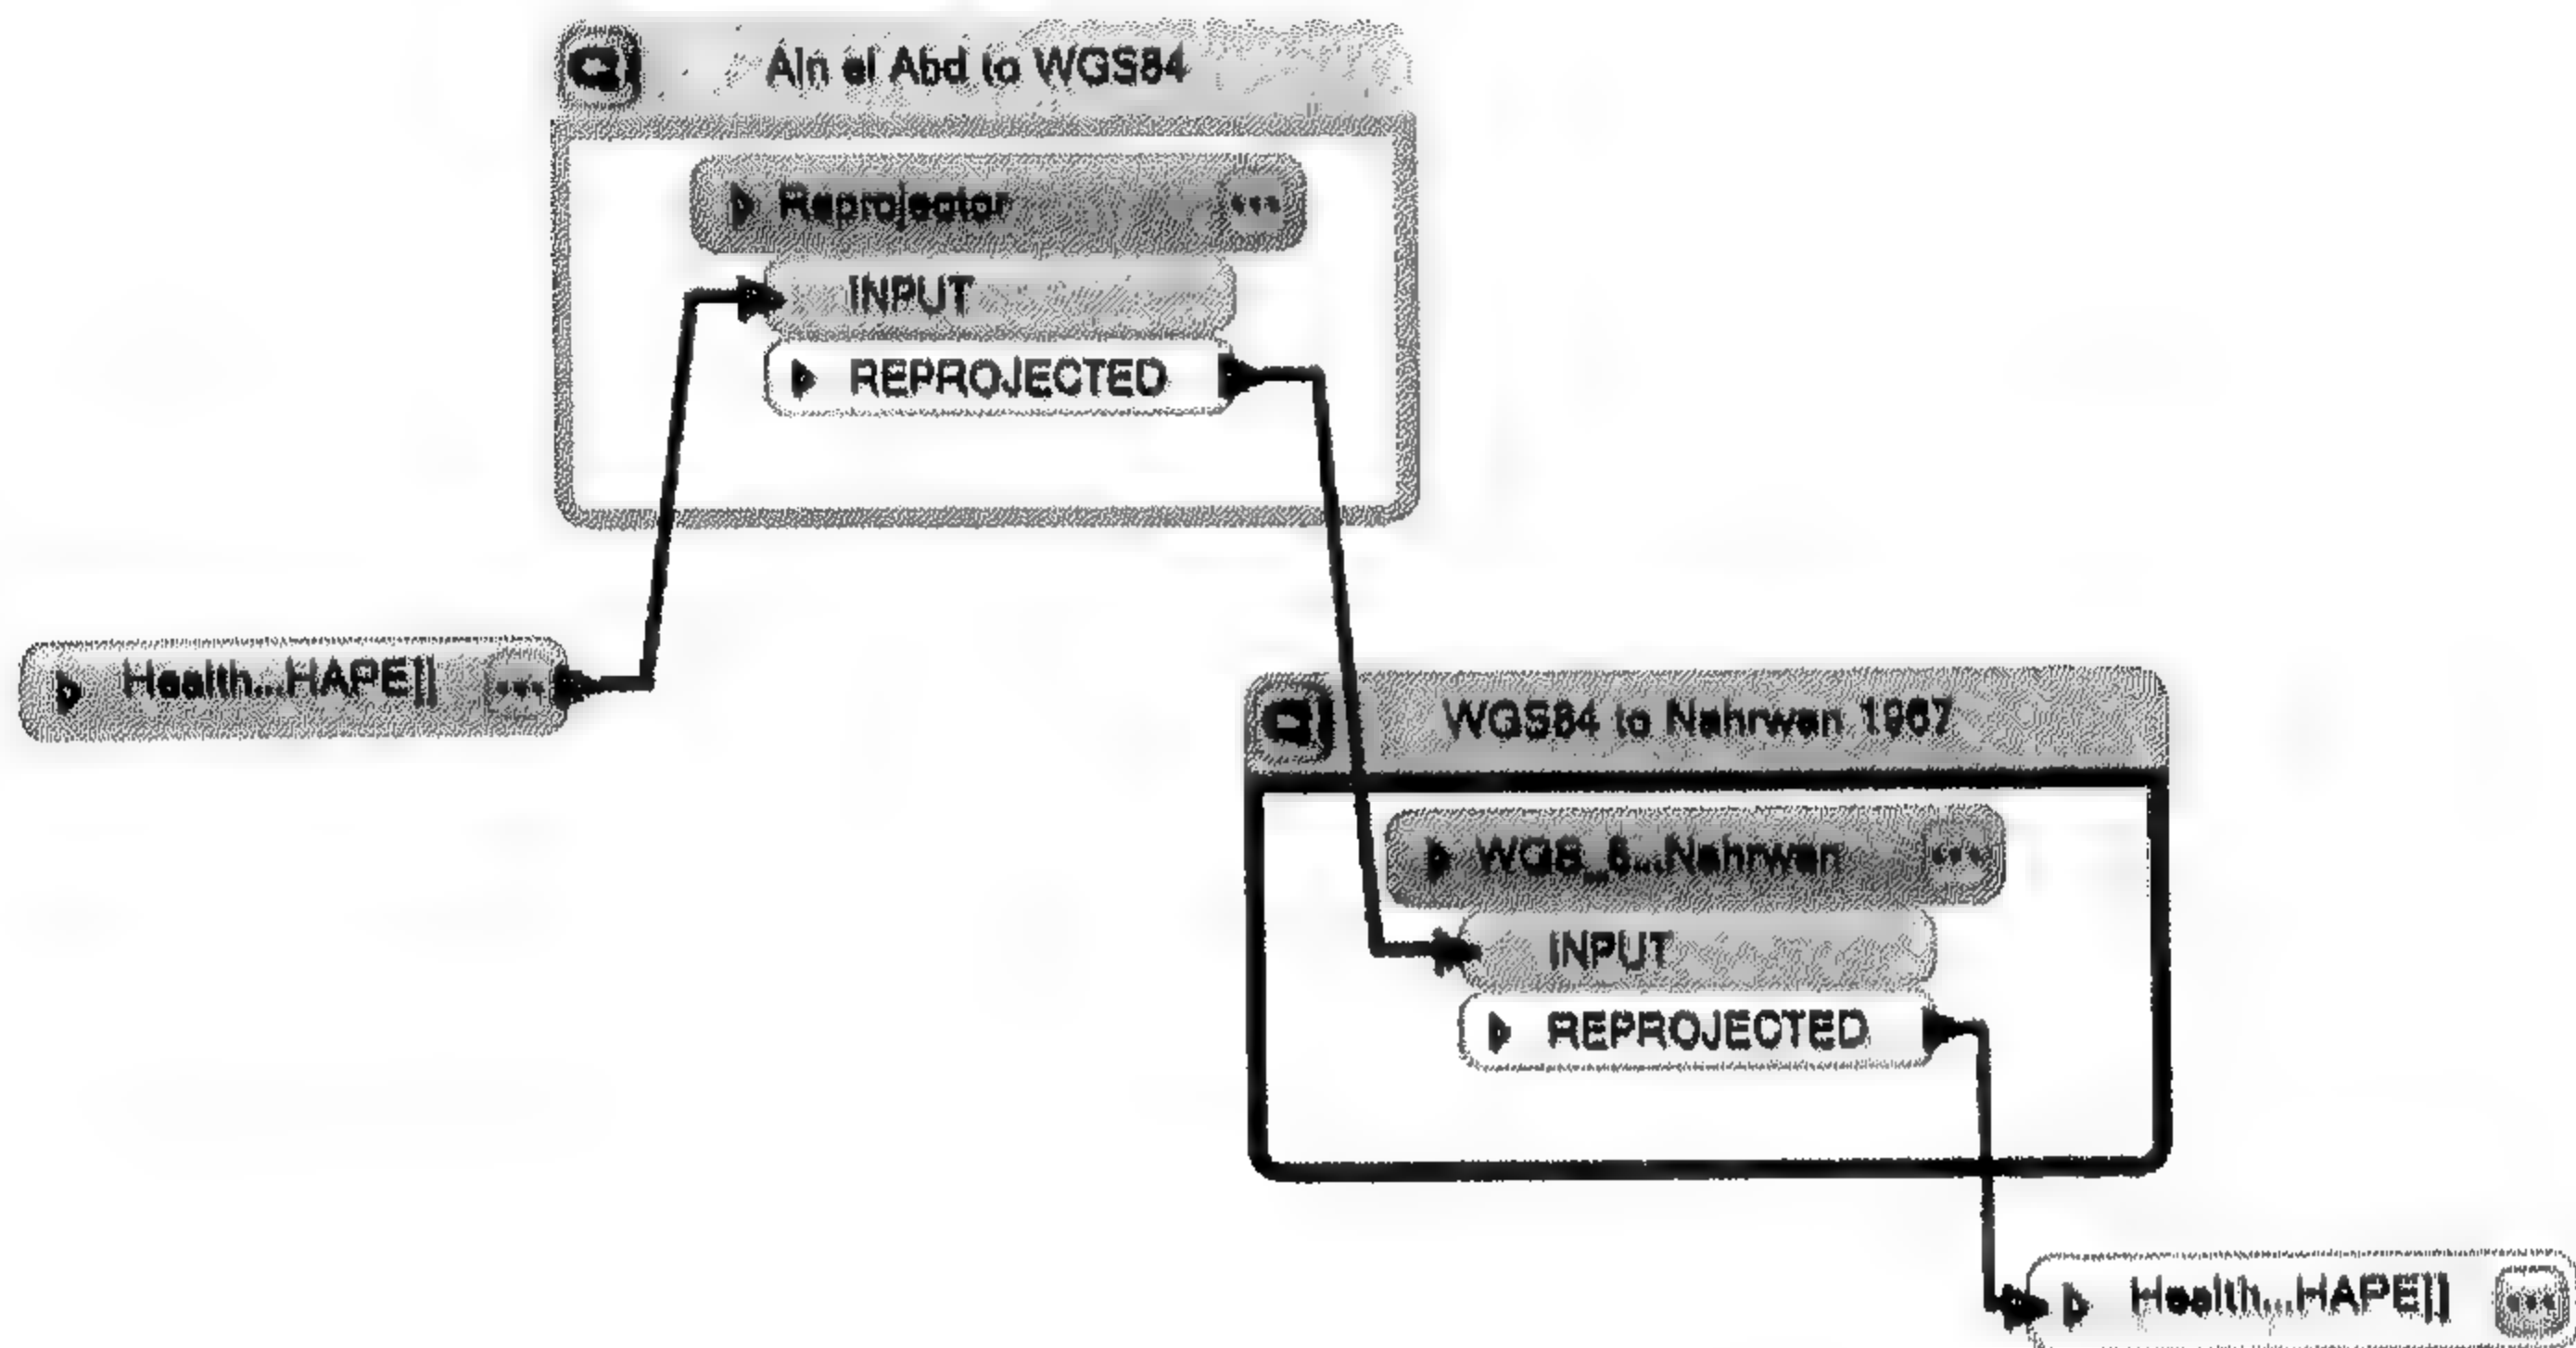 Ain el Abd to WGS84
Reprojector
INPUT
REPROJECTED
Health...HAPE]]
WGS84 to Nahrwan 1967
WGS_8...Nahrwan
INPUT
REPROJECTED
Health...HAPE]]